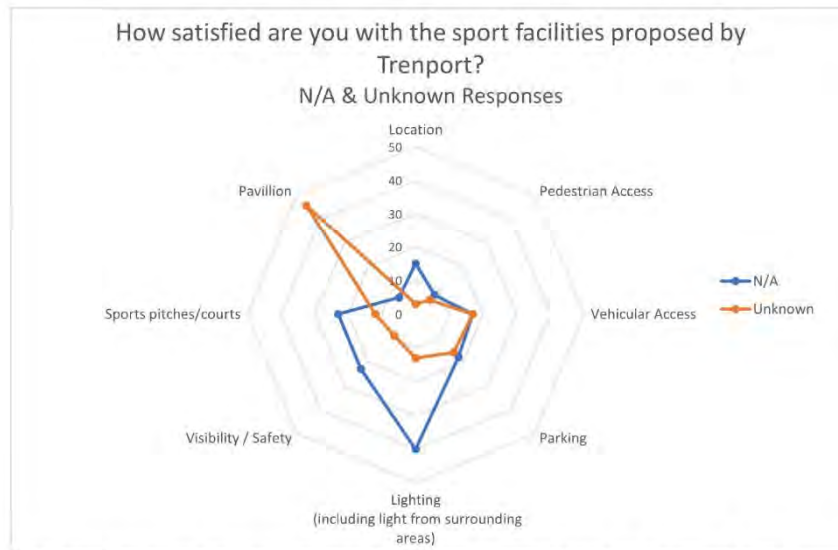 How satisfied are you with the sport facilities proposed by
Trenport?
N/A & Unknown Responses
Location
50
40
30
20
10
0
Pavillion
Pedestrian Access
Sports pitches/courts
Vehicular Access
Visibility / Safety
Parking
Lighting
(including light from surrounding
areas)
N/A
Unknown